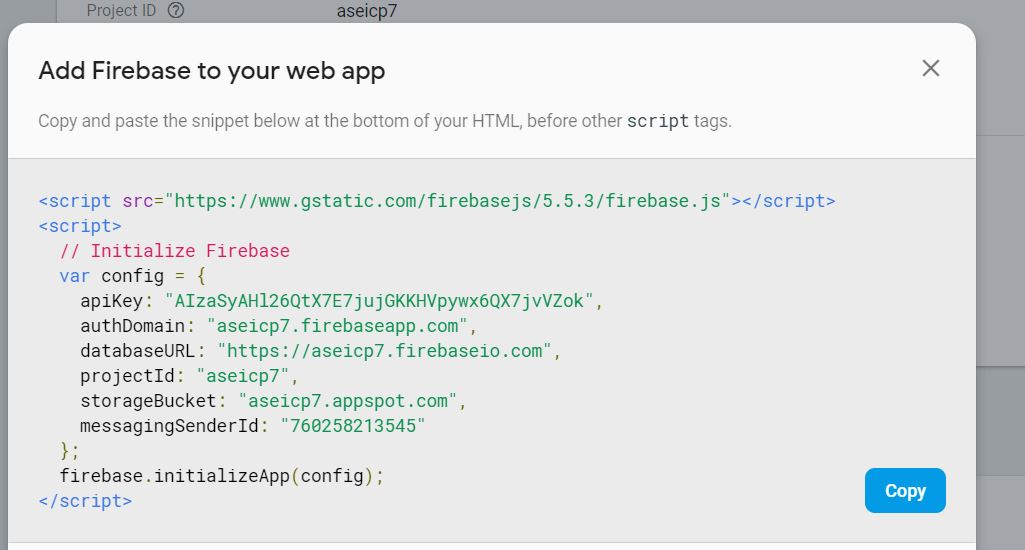 Project ID ? aseicp7
Add Firebase to your web app
Copy and paste the snippet below at the bottom of your HTML, before other script tags.
<script src="https://www.gstatic.com/firebasejs/5.5.3/firebase.js"></script>
<script>
  // Initialize Firebase
  var config = {
    apiKey: "AIzaSyAHl26QtX7E7jujGKKHVpywx6QX7jvVZok",
    authDomain: "aseicp7.firebaseapp.com",
    databaseURL: "https://aseicp7.firebaseio.com",
    projectId: "aseicp7",
    storageBucket: "aseicp7.appspot.com",
    messagingSenderId: "760258213545"
  };
  firebase.initializeApp(config);
</script>
Copy